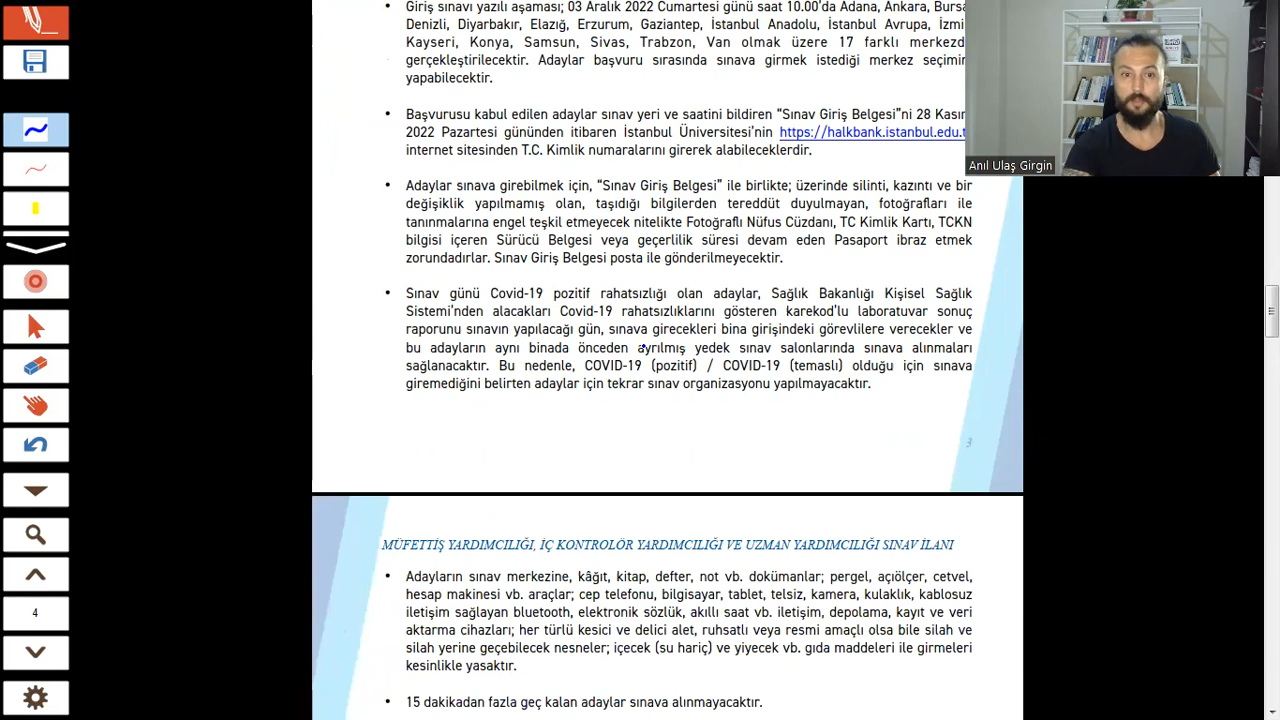 Giriş sınavı yazılı aşaması; 03 Aralık 2022 Cumartesi günü saat 10.00'da Adana, Ankara, Bursa
Denizli, Diyarbakır, Elazığ, Erzurum, Gaziantep, İstanbul Anadolu, İstanbul Avrupa, İzmi
Kayseri, Konya, Samsun, Sivas, Trabzon, Van olmak üzere 17 farklı merkezd
gerçekleştirilecektir. Adaylar başvuru sırasında sınava girmek istediği merkez seçimin
yapabilecektir.
• Başvurusu kabul edilen adaylar sınav yeri ve saatini bildiren “Sınav Giriş Belgesi”ni 28 Kasım
2022 Pazartesi gününden itibaren İstanbul Üniversitesi'nin https://halkbank.istanbul.edu.t
internet sitesinden T.C. Kimlik numaralarını girerek alabileceklerdir.
Anıl Ulaş Girgin
• Adaylar sınava girebilmek için, “Sınav Giriş Belgesi” ile birlikte; üzerinde silinti, kazıntı ve bir
değişiklik yapılmamış olan, taşıdığı bilgilerden tereddüt duyulmayan, fotoğrafları ile
tanınmalarına engel teşkil etmeyecek nitelikte Fotoğraflı Nüfus Cüzdanı, TC Kimlik Kartı, TCKN
bilgisi içeren Sürücü Belgesi veya geçerlilik süresi devam eden Pasaport ibraz etmek
zorundadırlar. Sınav Giriş Belgesi posta ile gönderilmeyecektir.
• Sınav günü Covid-19 pozitif rahatsızlığı olan adaylar, Sağlık Bakanlığı Kişisel Sağlık
Sistemi'nden alacakları Covid-19 rahatsızlıklarını gösteren karekod'lu laboratuvar sonuç
raporunu sınavın yapılacağı gün, sınava girecekleri bina girişindeki görevlilere verecekler ve
bu adayların aynı binada önceden ayrılmış yedek sınav salonlarında sınava alınmaları
sağlanacaktır. Bu nedenle, COVID-19 (pozitif) / COVID-19 (temaslı) olduğu için sınava
giremediğini belirten adaylar için tekrar sınav organizasyonu yapılmayacaktır.
3
MÜFETTİŞ YARDIMCILIĞI, İÇ KONTROLÖR YARDIMCILIĞI VE UZMAN YARDIMCILIĞI SINAV İLANI
• Adayların sınav merkezine, kâğıt, kitap, defter, not vb. dokümanlar; pergel, açıölçer, cetvel,
hesap makinesi vb. araçlar; cep telefonu, bilgisayar, tablet, telsiz, kamera, kulaklık, kablosuz
iletişim sağlayan bluetooth, elektronik sözlük, akıllı saat vb. iletişim, depolama, kayıt ve veri
aktarma cihazları; her türlü kesici ve delici alet, ruhsatlı veya resmi amaçlı olsa bile silah ve
silah yerine geçebilecek nesneler; içecek (su hariç) ve yiyecek vb. gıda maddeleri ile girmeleri
kesinlikle yasaktır.
4
• 15 dakikadan fazla geç kalan adaylar sınava alınmayacaktır.